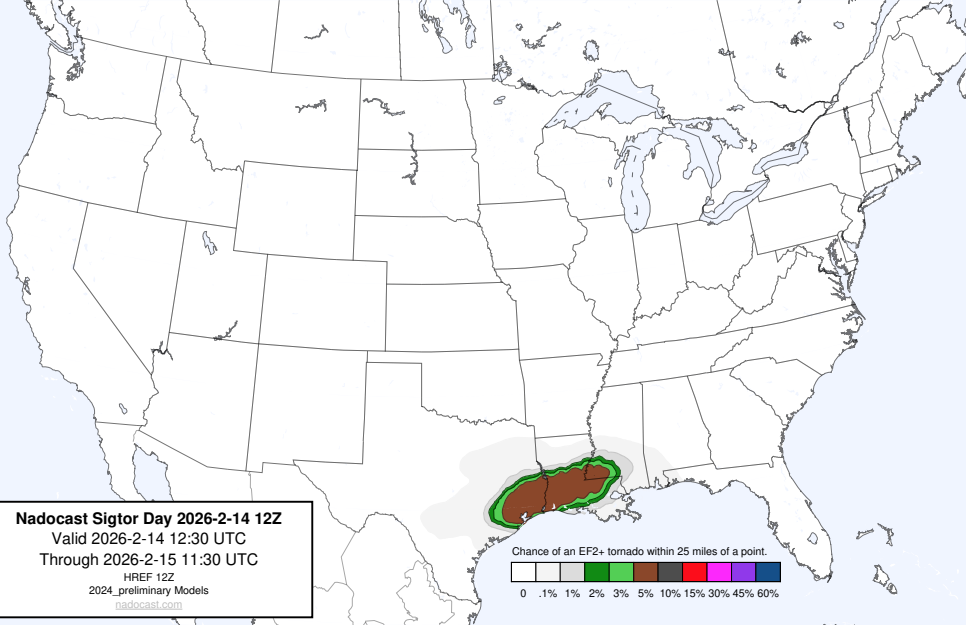 Nadocast Sigtor Day 2026-2-14 12Z
Valid 2026-2-14 12:30 UTC
Through 2026-2-15 11:30 UTC
HREF 12Z
2024_preliminary Models
nadocast.com
Chance of an EF2+ tornado within 25 miles of a point.
0 .1% 1% 2% 3% 5% 10% 15% 30% 45% 60%